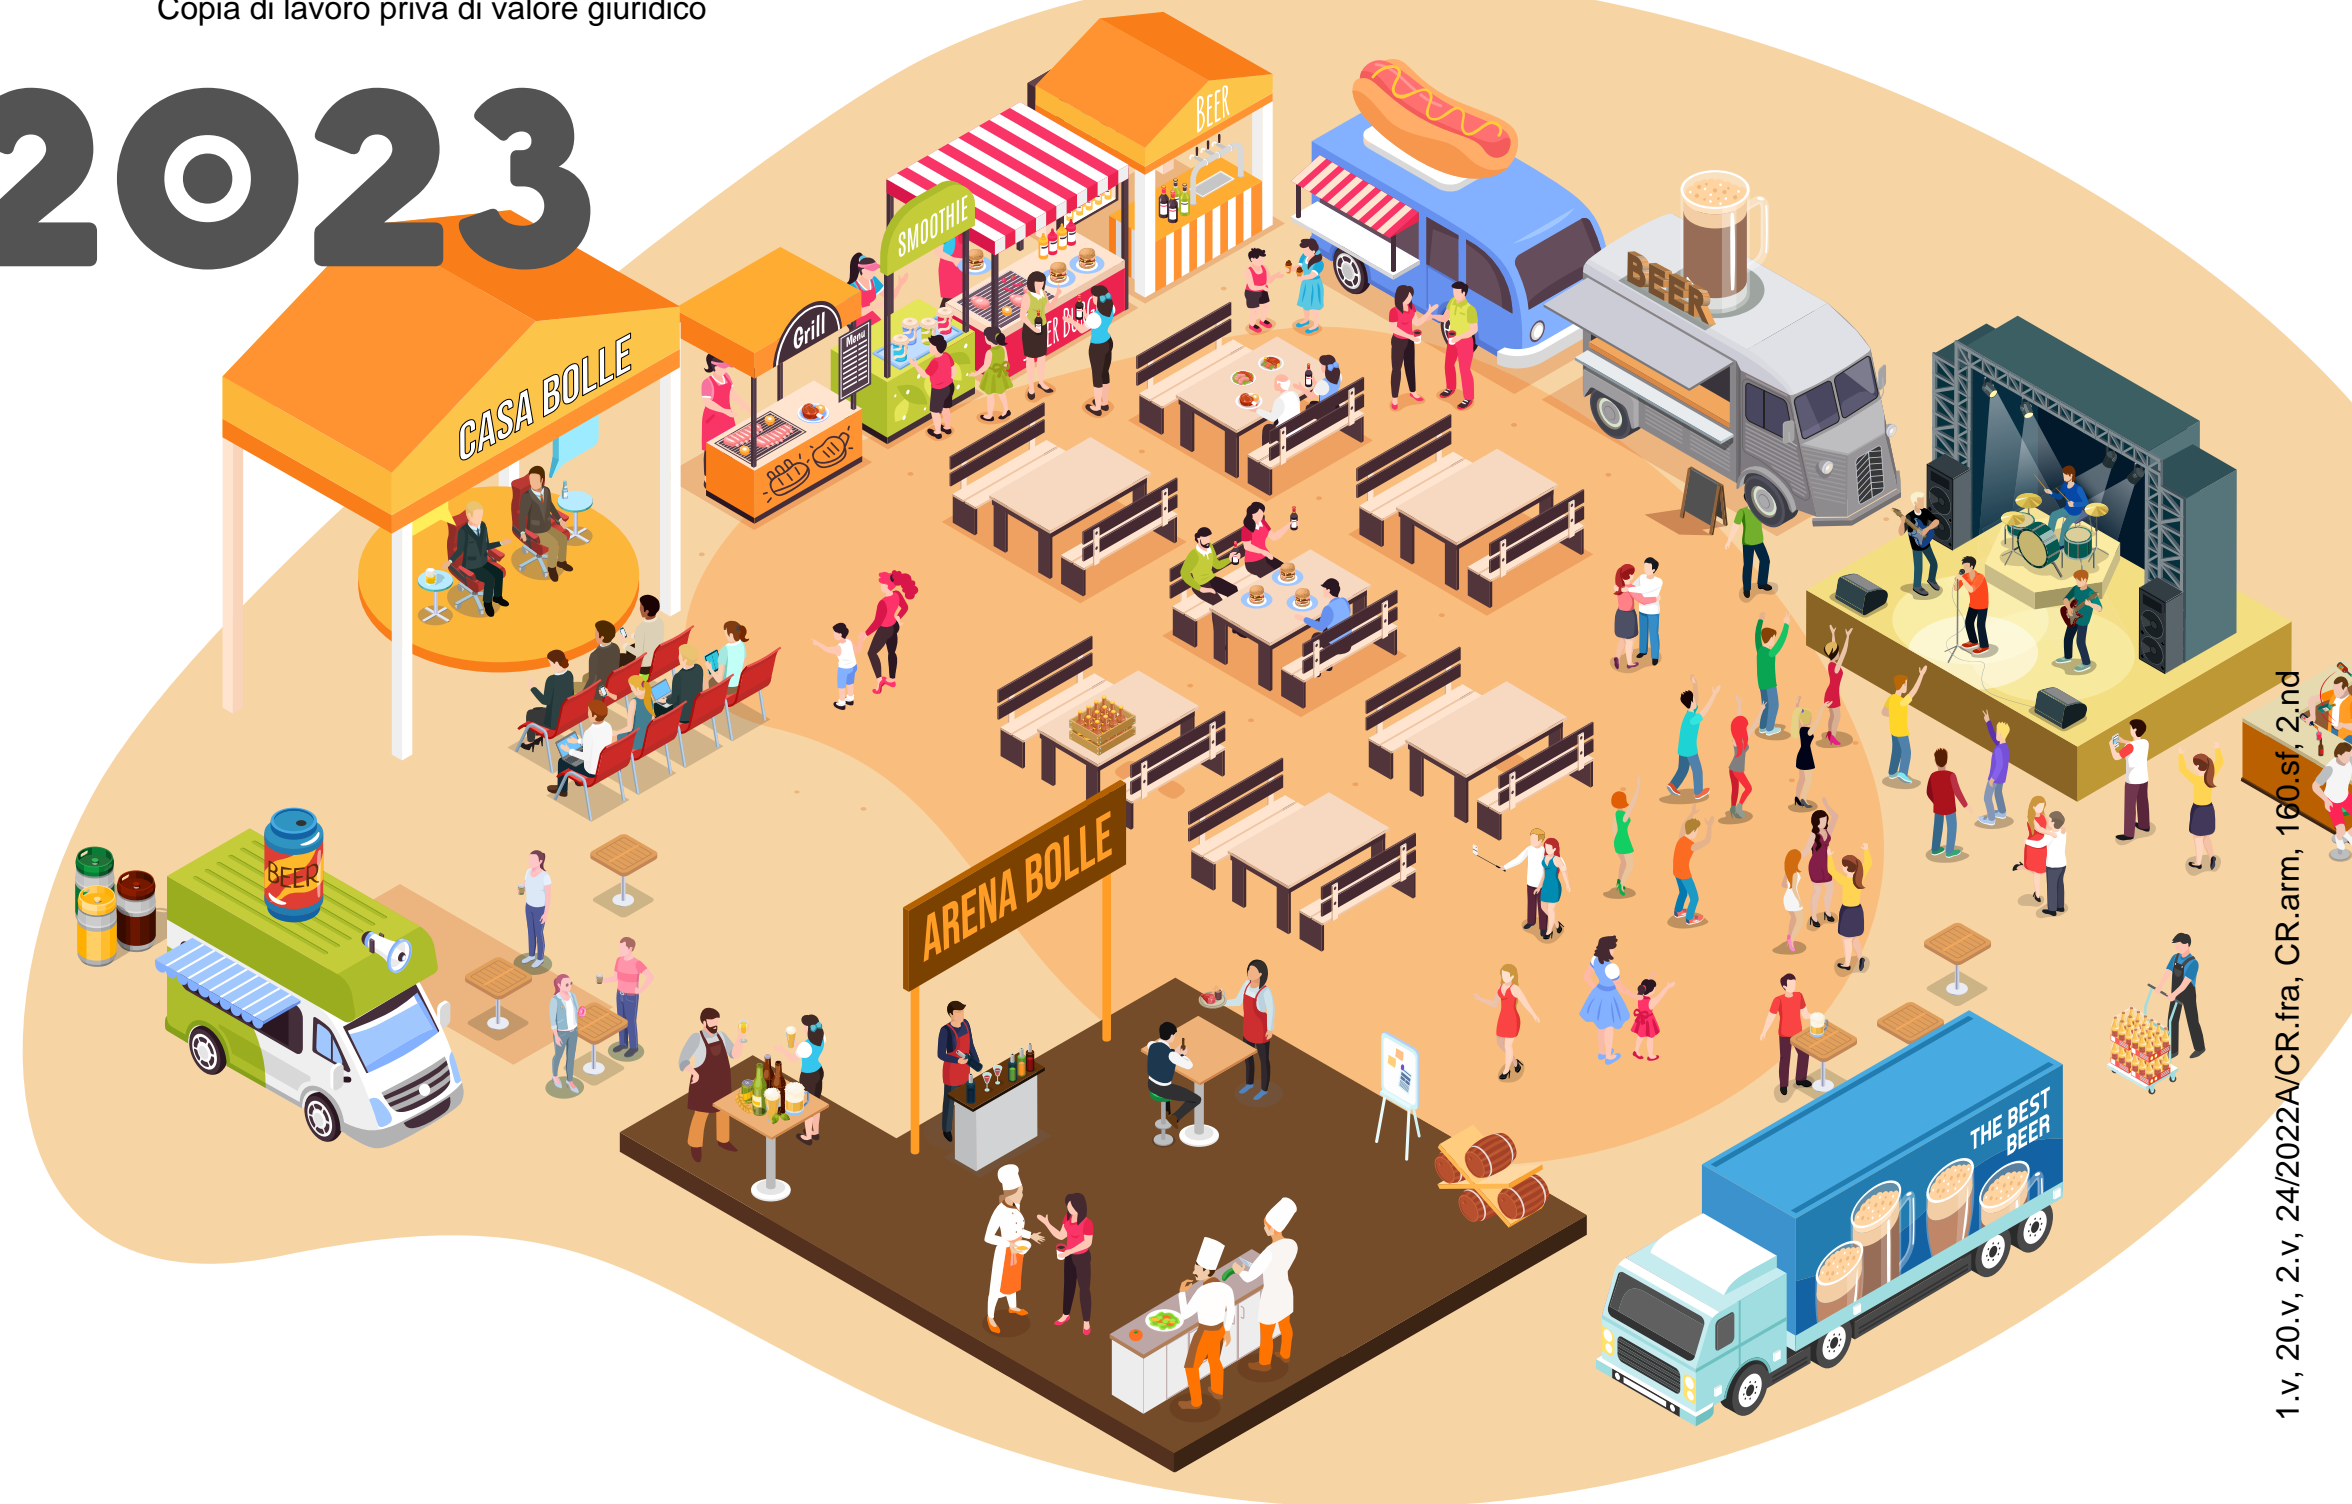 Copia di lavoro priva di valore giuridico
2023
BEER
SMOOTHIE
BEER
Grill
Menu
CASA BOLLE
BEER
ARENA BOLLE
THE BEST
BEER
1.v, 20.v, 2.v, 24/2022A/CR.fra, CR.arm, 160.sf, 2.nd